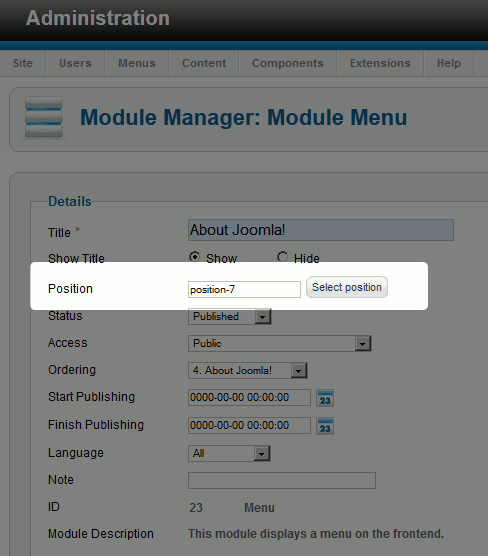 Administration
Site Users Menus Content Components Extensions Help
Module Manager: Module Menu
Details
Title * About Joomla!
Show Title Show Hide
Position position-7 Select position
Status Published
Access Public
Ordering 4. About Joomla!
Start Publishing 0000-00-00 00:00:00 23
Finish Publishing 0000-00-00 00:00:00 23
Language All
Note
ID 23 Menu
Module Description This module displays a menu on the frontend.